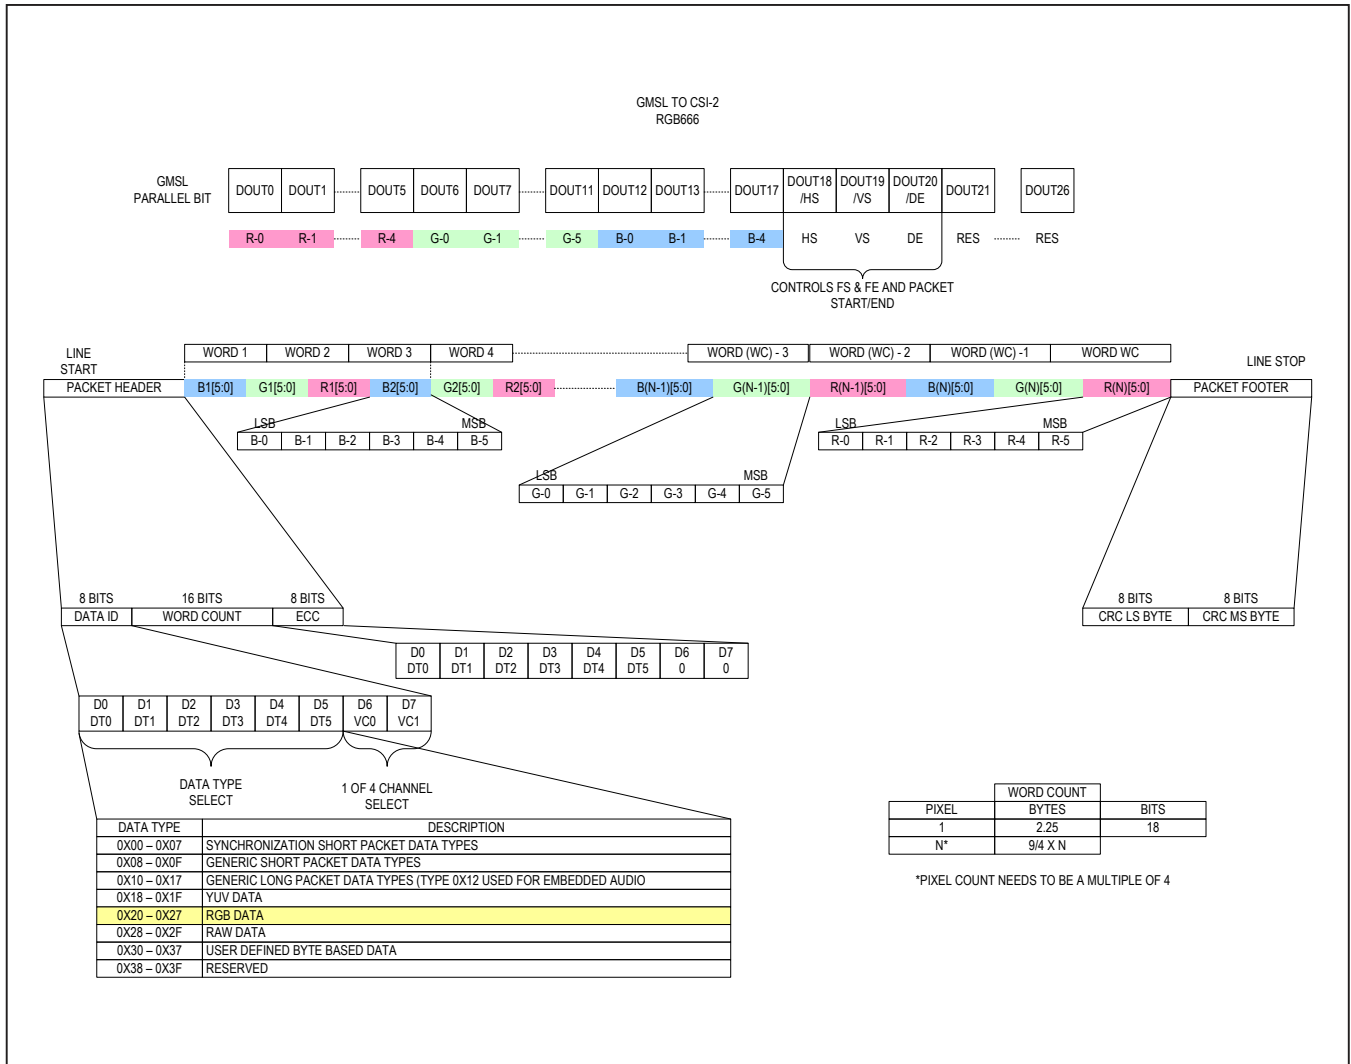 GMSL TO CSI-2
RGB666
GMSL
PARALLEL BIT
DOUT0 DOUT1 DOUT5 DOUT6 DOUT7 DOUT11 DOUT12 DOUT13 DOUT17 DOUT18 /HS DOUT19 /VS DOUT20 /DE DOUT21 DOUT26
R-0 R-1 R-4 G-0 G-1 G-5 B-0 B-1 B-4 HS VS DE RES RES
CONTROLS FS & FE AND PACKET
START/END
LINE
START
WORD 1 WORD 2 WORD 3 WORD 4 WORD (WC) - 3 WORD (WC) - 2 WORD (WC) -1 WORD WC
LINE STOP
PACKET HEADER B1[5:0] G1[5:0] R1[5:0] B2[5:0] G2[5:0] R2[5:0] B(N-1)[5:0] G(N-1)[5:0] R(N-1)[5:0] B(N)[5:0] G(N)[5:0] R(N)[5:0] PACKET FOOTER
LSB MSB LSB MSB
B-0 B-1 B-2 B-3 B-4 B-5 R-0 R-1 R-2 R-3 R-4 R-5
LSB MSB
G-0 G-1 G-2 G-3 G-4 G-5
8 BITS 16 BITS 8 BITS 8 BITS 8 BITS
DATA ID WORD COUNT ECC CRC LS BYTE CRC MS BYTE
D0 D1 D2 D3 D4 D5 D6 D7
DT0 DT1 DT2 DT3 DT4 DT5 0 0
D0 D1 D2 D3 D4 D5 D6 D7
DT0 DT1 DT2 DT3 DT4 DT5 VC0 VC1
DATA TYPE
SELECT
1 OF 4 CHANNEL
SELECT
DATA TYPE DESCRIPTION
0X00 – 0X07 SYNCHRONIZATION SHORT PACKET DATA TYPES
0X08 – 0X0F GENERIC SHORT PACKET DATA TYPES
0X10 – 0X17 GENERIC LONG PACKET DATA TYPES (TYPE 0X12 USED FOR EMBEDDED AUDIO
0X18 – 0X1F YUV DATA
0X20 – 0X27 RGB DATA
0X28 – 0X2F RAW DATA
0X30 – 0X37 USER DEFINED BYTE BASED DATA
0X38 – 0X3F RESERVED
WORD COUNT
PIXEL BYTES BITS
1 2.25 18
N* 9/4 X N
*PIXEL COUNT NEEDS TO BE A MULTIPLE OF 4